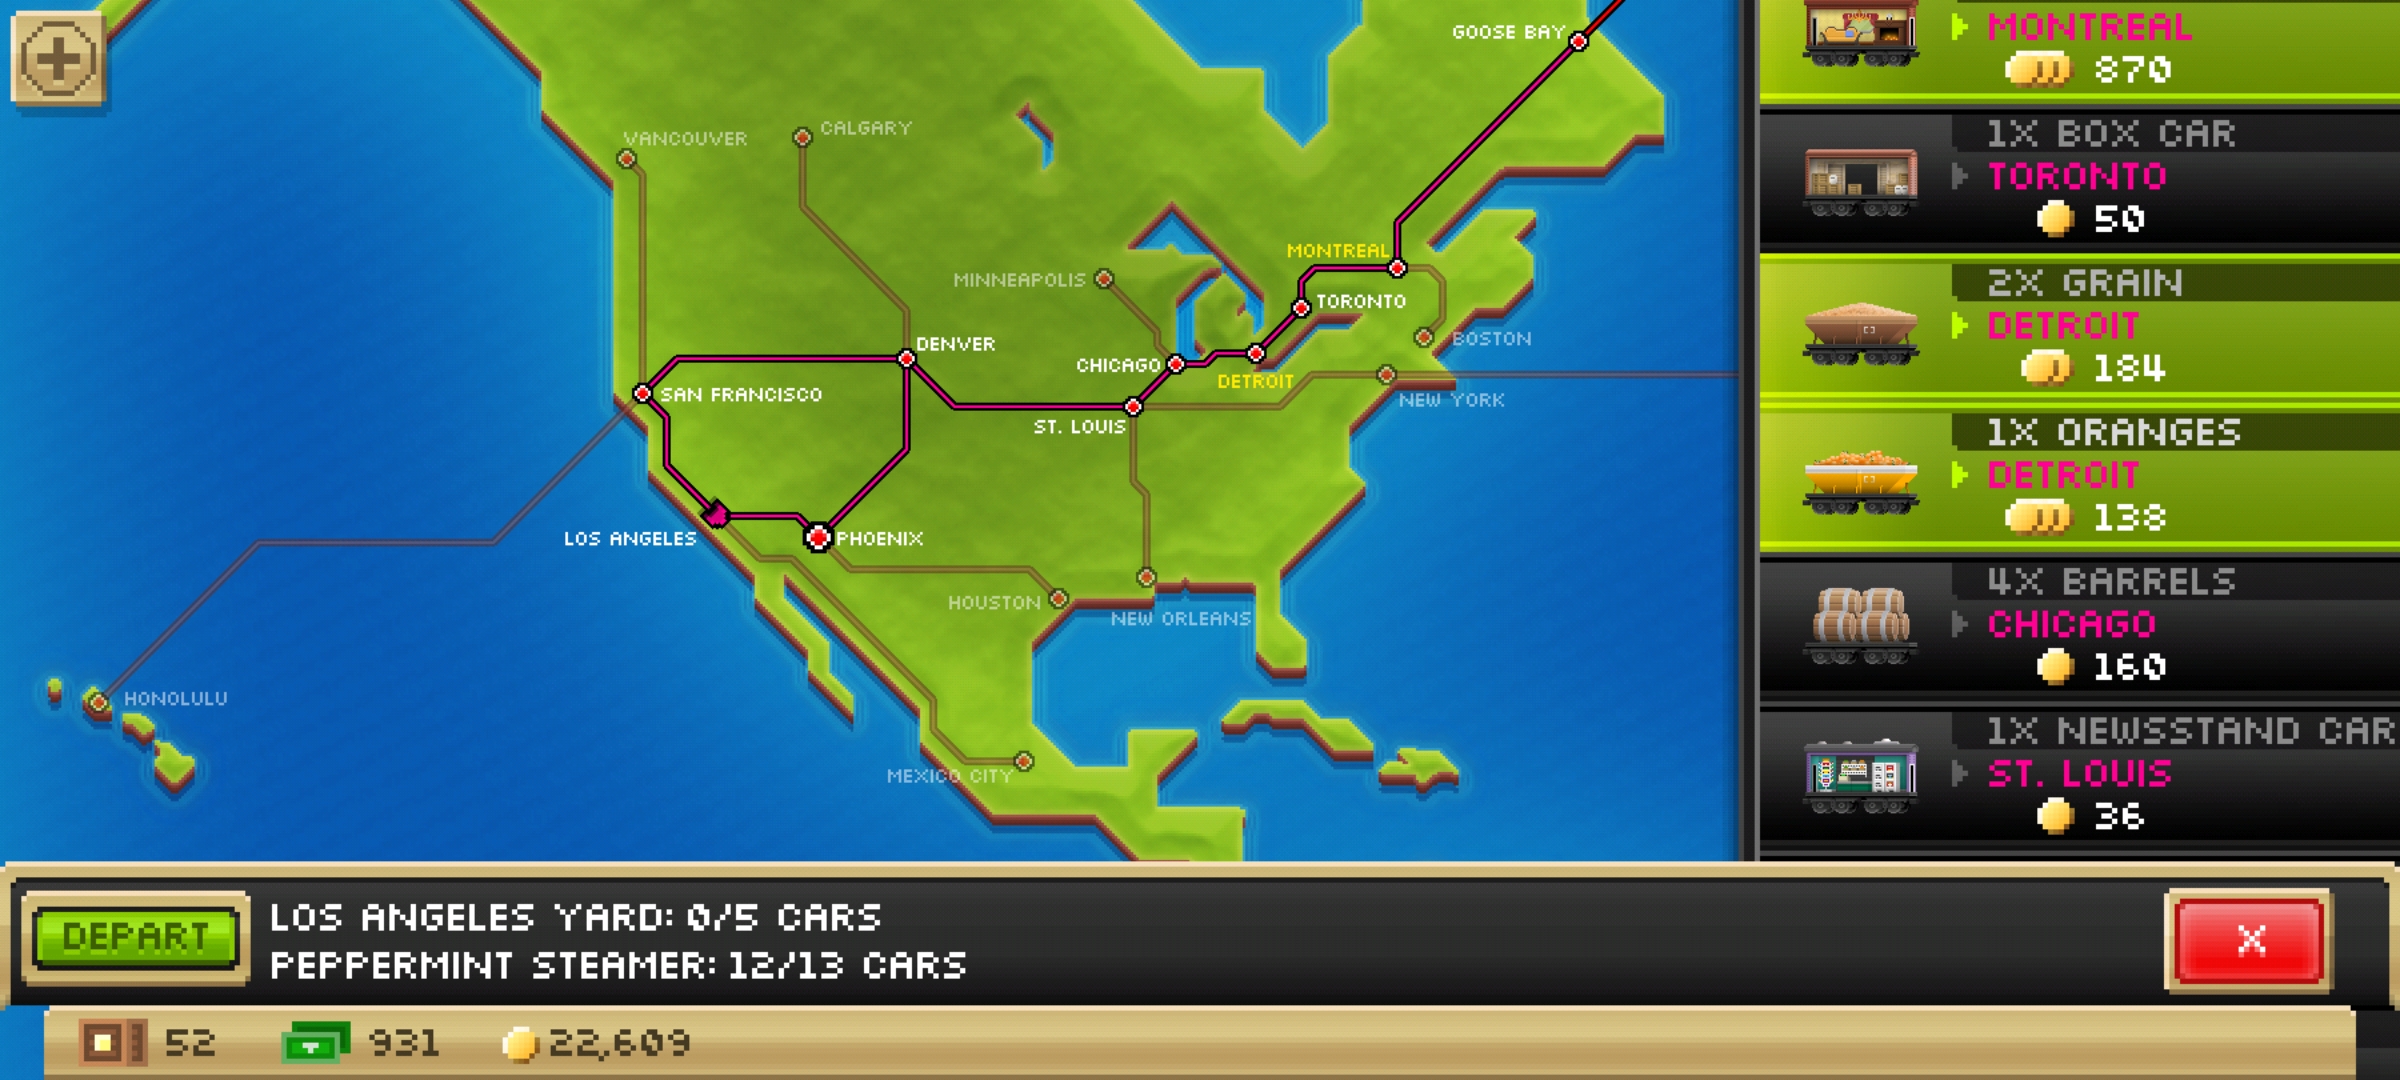 GOOSE BAY
VANCOUVER
CALGARY
MINNEAPOLIS
MONTREAL
TORONTO
DENVER
CHICAGO
DETROIT
BOSTON
SAN FRANCISCO
NEW YORK
ST. LOUIS
LOS ANGELES
PHOENIX
HOUSTON
NEW ORLEANS
HONOLULU
MEXICO CITY
MONTREAL
870
1X BOX CAR
TORONTO
50
2X GRAIN
DETROIT
184
1X ORANGES
DETROIT
138
4X BARRELS
CHICAGO
160
1X NEWSSTAND CAR
ST. LOUIS
36
DEPART
LOS ANGELES YARD: 0/5 CARS
PEPPERMINT STEAMER: 12/13 CARS
X
52
931
22,609